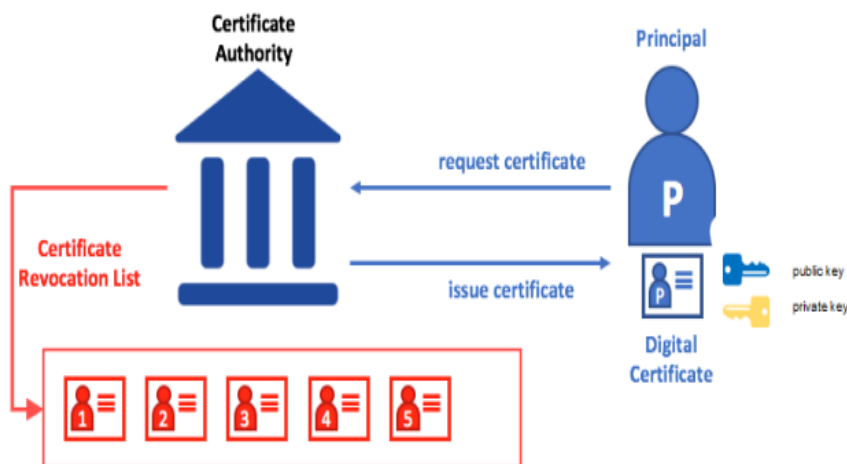 Certificate
Authority
Principal
request certificate
P
Certificate
Revocation List
issue certificate
P
public key
private key
Digital
Certificate
1 2 3 4 5